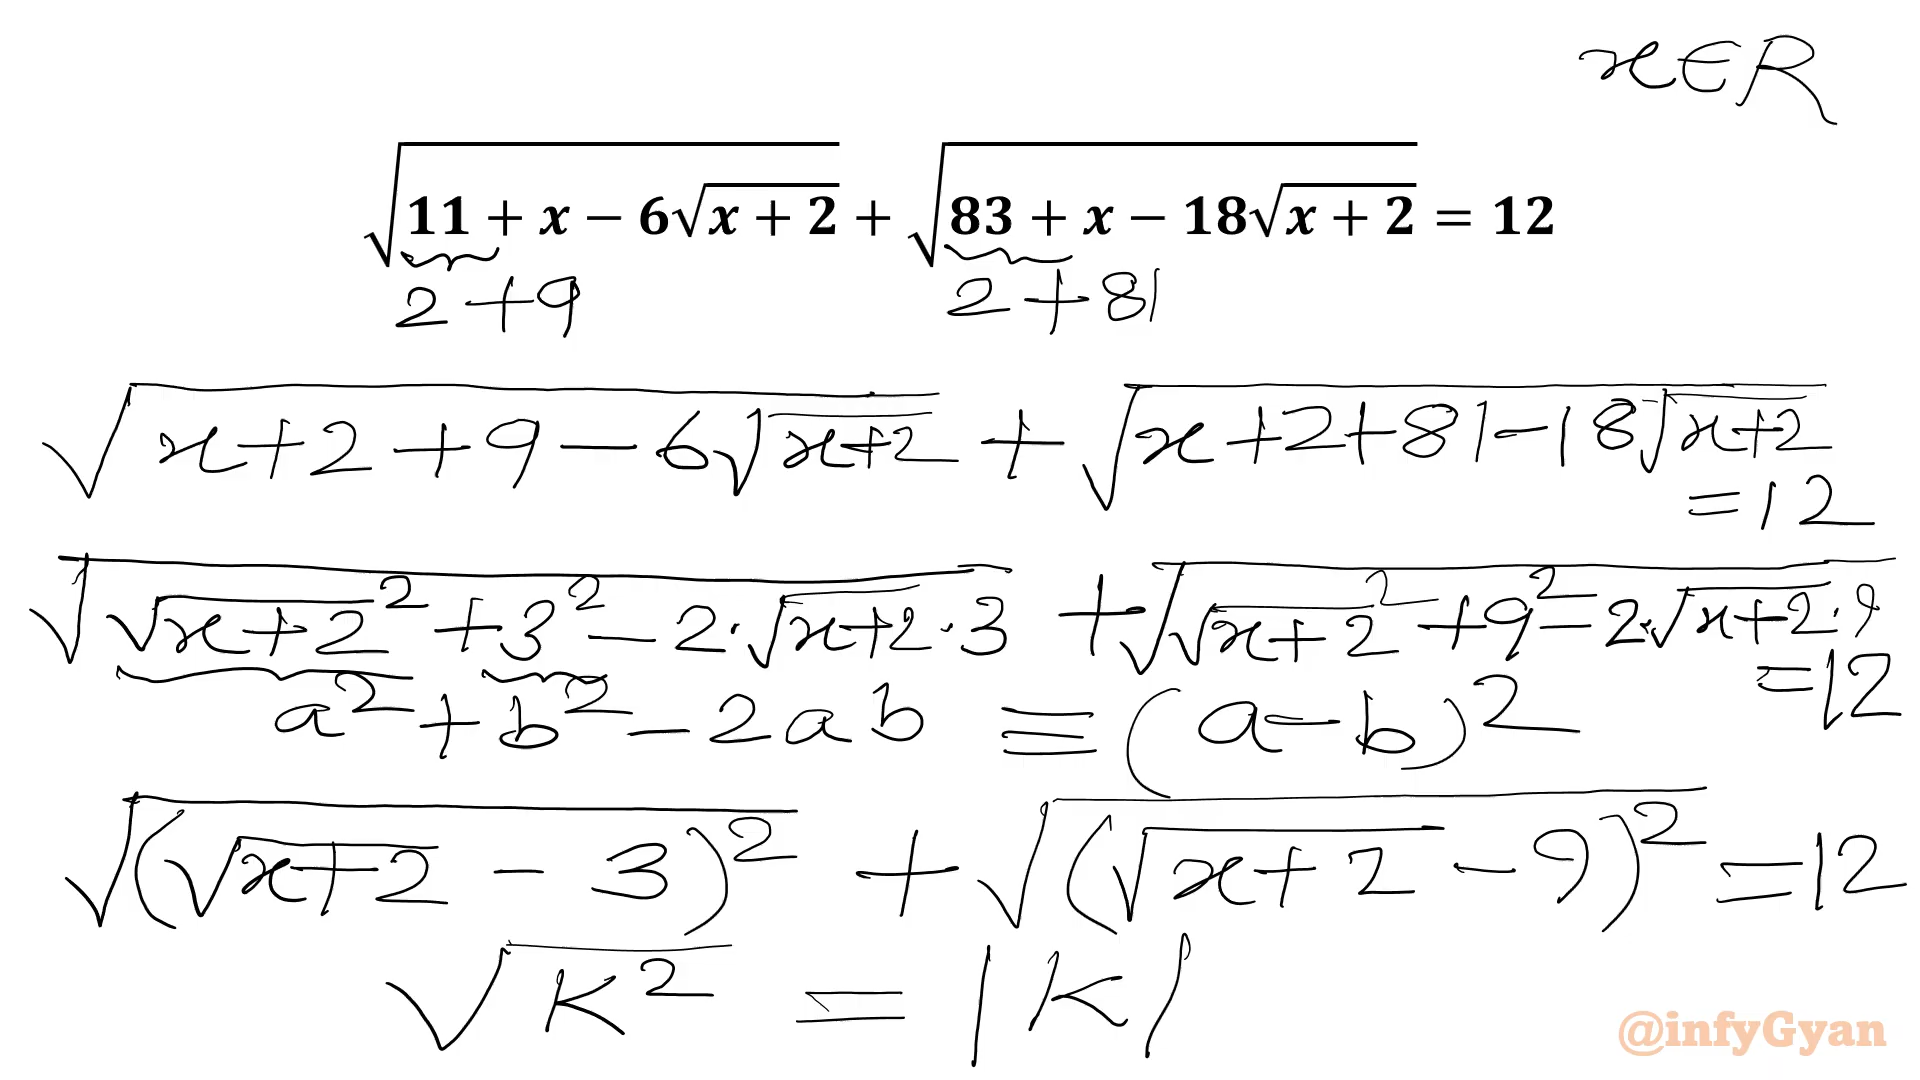 x∈R
√(11 + x − 6√(x + 2)) + √(83 + x − 18√(x + 2)) = 12
2+9 2+81
√(x+2+9−6√(x+2)) + √(x+2+81−18√(x+2))
=12
√(√(x+2)² + 3² − 2·√(x+2)·3) + √(√(x+2)² + 9² − 2·√(x+2)·9)
=12
a² + b² − 2ab ≡ (a−b)²
√((√(x+2) − 3)²) + √((√(x+2) − 9)²) = 12
√(K²) = |K|
@infyGyan